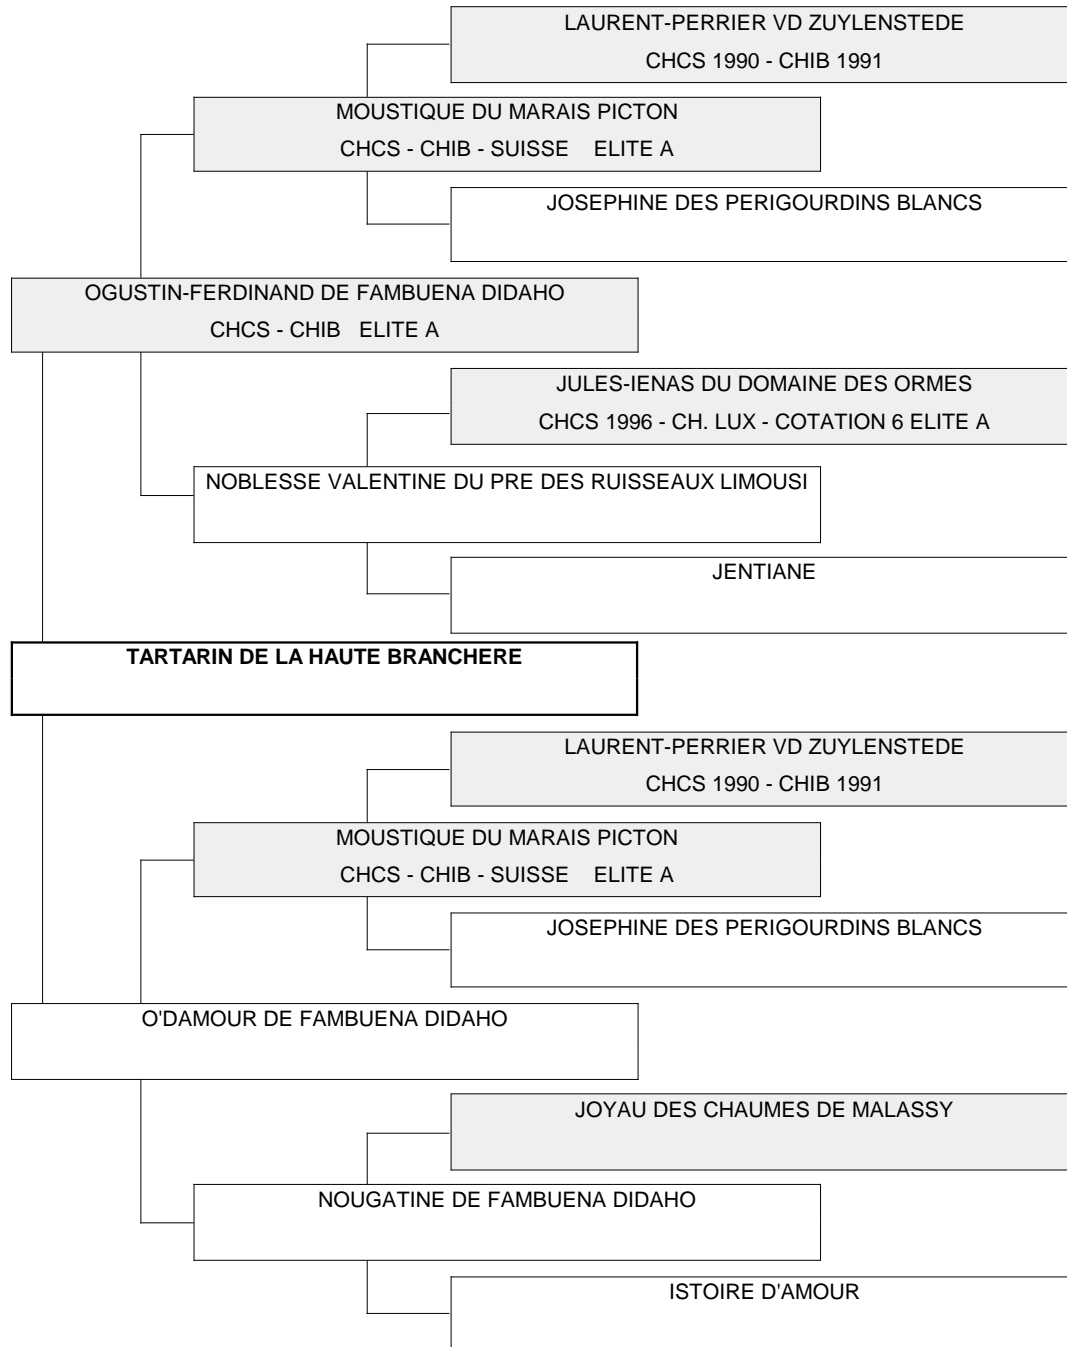 LAURENT-PERRIER VD ZUYLENSTEDE
CHCS 1990 - CHIB 1991
MOUSTIQUE DU MARAIS PICTON
CHCS - CHIB - SUISSE ELITE A
JOSEPHINE DES PERIGOURDINS BLANCS
OGUSTIN-FERDINAND DE FAMBUENA DIDAHO
CHCS - CHIB ELITE A
JULES-IENAS DU DOMAINE DES ORMES
CHCS 1996 - CH. LUX - COTATION 6 ELITE A
NOBLESSE VALENTINE DU PRE DES RUISSEAUX LIMOUSI
JENTIANE
TARTARIN DE LA HAUTE BRANCHERE
LAURENT-PERRIER VD ZUYLENSTEDE
CHCS 1990 - CHIB 1991
MOUSTIQUE DU MARAIS PICTON
CHCS - CHIB - SUISSE ELITE A
JOSEPHINE DES PERIGOURDINS BLANCS
O'DAMOUR DE FAMBUENA DIDAHO
JOYAU DES CHAUMES DE MALASSY
NOUGATINE DE FAMBUENA DIDAHO
ISTOIRE D'AMOUR